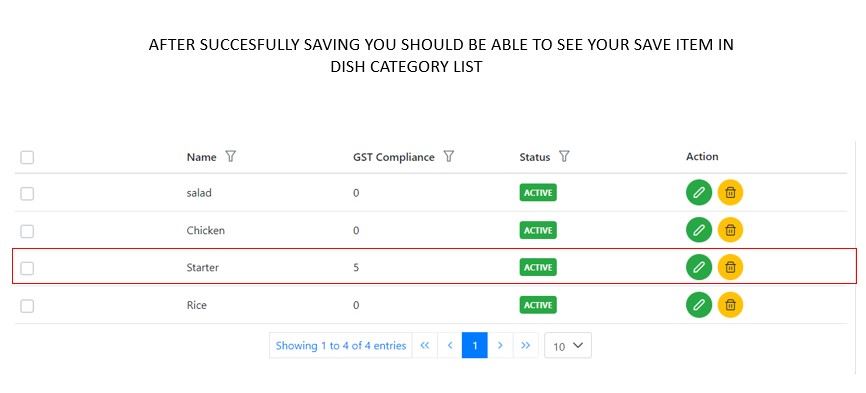 AFTER SUCCESFULLY SAVING YOU SHOULD BE ABLE TO SEE YOUR SAVE ITEM IN
DISH CATEGORY LIST
Name GST Compliance Status Action
salad 0 ACTIVE
Chicken 0 ACTIVE
Starter 5 ACTIVE
Rice 0 ACTIVE
Showing 1 to 4 of 4 entries 1 10